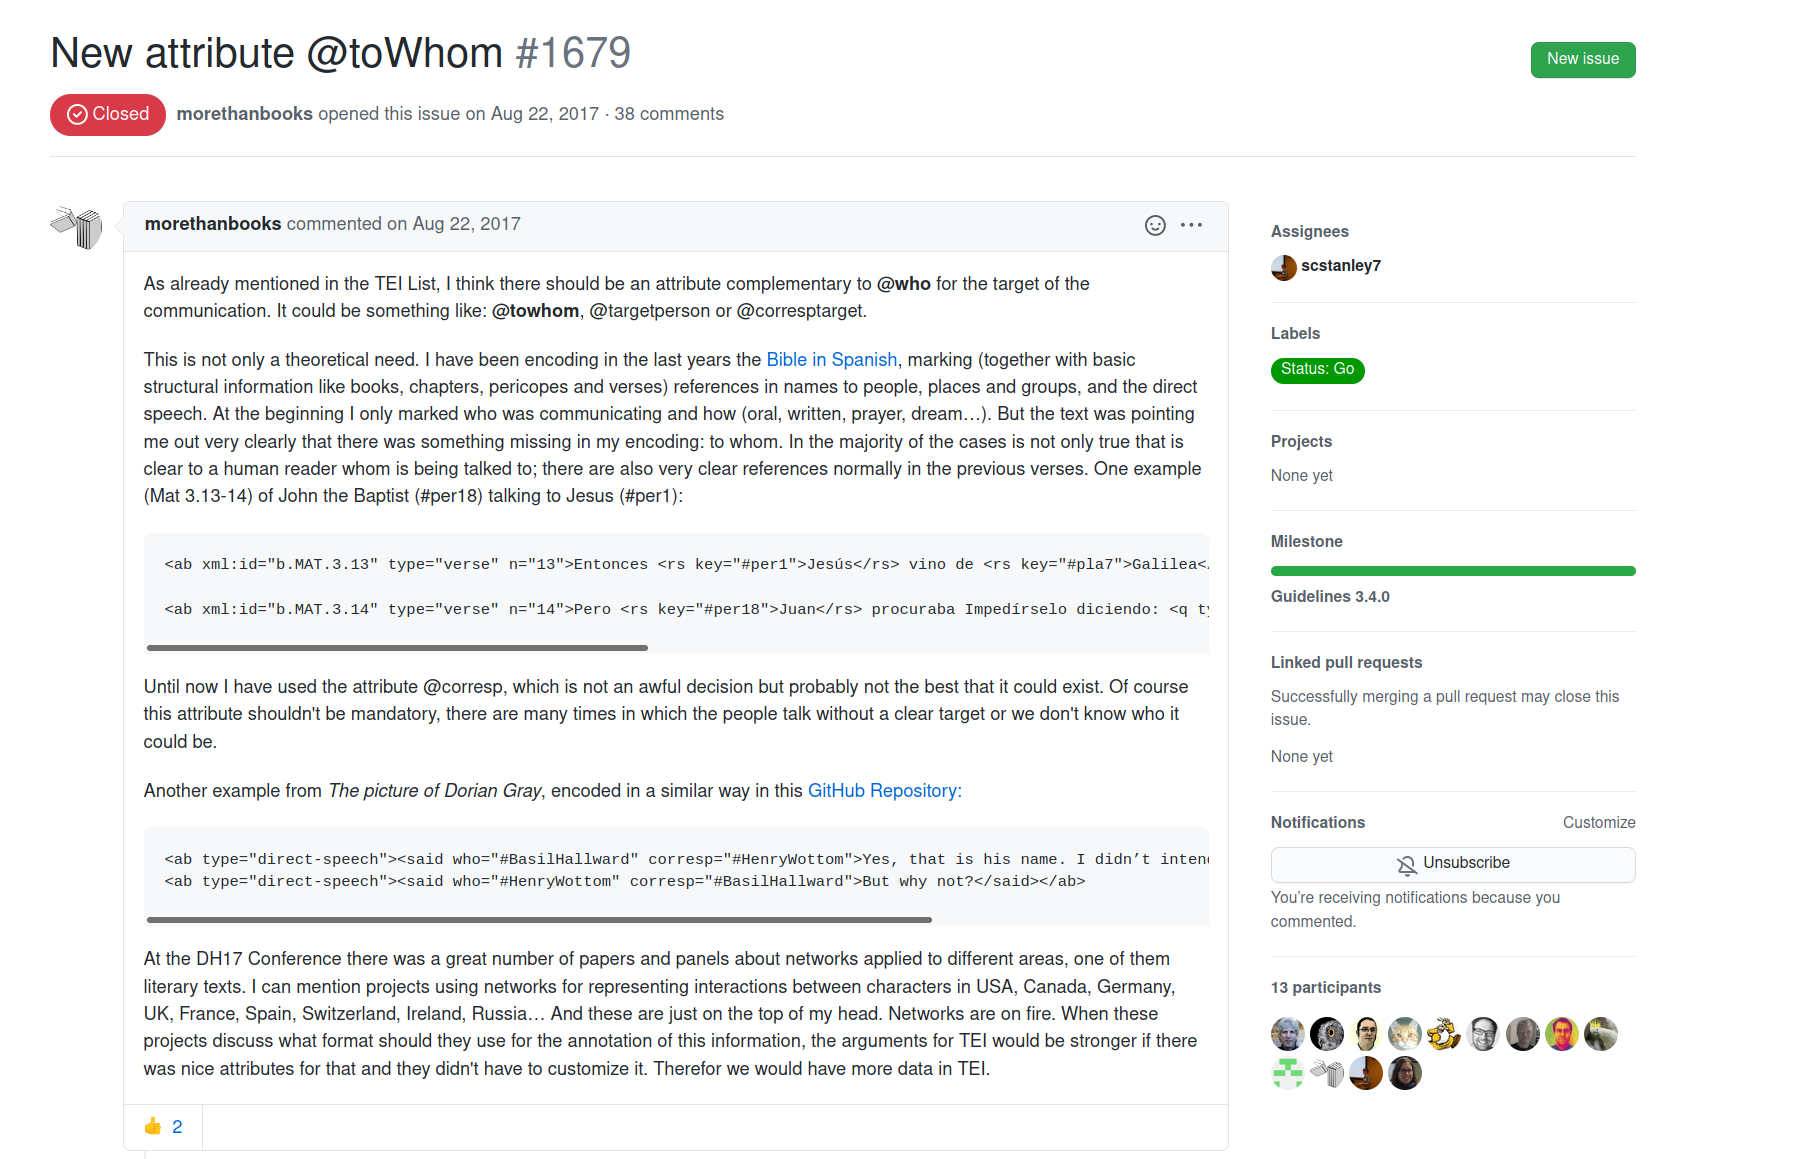 New attribute @toWhom #1679
New issue
Closed
morethanbooks opened this issue on Aug 22, 2017 · 38 comments
morethanbooks commented on Aug 22, 2017
As already mentioned in the TEI List, I think there should be an attribute complementary to @who for the target of the
communication. It could be something like: @towhom, @targetperson or @corresptarget.
This is not only a theoretical need. I have been encoding in the last years the Bible in Spanish, marking (together with basic
structural information like books, chapters, pericopes and verses) references in names to people, places and groups, and the direct
speech. At the beginning I only marked who was communicating and how (oral, written, prayer, dream…). But the text was pointing
me out very clearly that there was something missing in my encoding: to whom. In the majority of the cases is not only true that is
clear to a human reader whom is being talked to; there are also very clear references normally in the previous verses. One example
(Mat 3.13-14) of John the Baptist (#per18) talking to Jesus (#per1):
<ab xml:id="b.MAT.3.13" type="verse" n="13">Entonces <rs key="#per1">Jesús</rs> vino de <rs key="#pla7">Galilea<
<ab xml:id="b.MAT.3.14" type="verse" n="14">Pero <rs key="#per18">Juan</rs> procuraba Impedírselo diciendo: <q ty
Until now I have used the attribute @corresp, which is not an awful decision but probably not the best that it could exist. Of course
this attribute shouldn't be mandatory, there are many times in which the people talk without a clear target or we don't know who it
could be.
Another example from The picture of Dorian Gray, encoded in a similar way in this GitHub Repository:
<ab type="direct-speech"><said who="#BasilHallward" corresp="#HenryWottom">Yes, that is his name. I didn’t inten
<ab type="direct-speech"><said who="#HenryWottom" corresp="#BasilHallward">But why not?</said></ab>
At the DH17 Conference there was a great number of papers and panels about networks applied to different areas, one of them
literary texts. I can mention projects using networks for representing interactions between characters in USA, Canada, Germany,
UK, France, Spain, Switzerland, Ireland, Russia… And these are just on the top of my head. Networks are on fire. When these
projects discuss what format should they use for the annotation of this information, the arguments for TEI would be stronger if there
was nice attributes for that and they didn't have to customize it. Therefor we would have more data in TEI.
2
Assignees
scstanley7
Labels
Status: Go
Projects
None yet
Milestone
Guidelines 3.4.0
Linked pull requests
Successfully merging a pull request may close this
issue.
None yet
Notifications
Customize
Unsubscribe
You're receiving notifications because you
commented.
13 participants